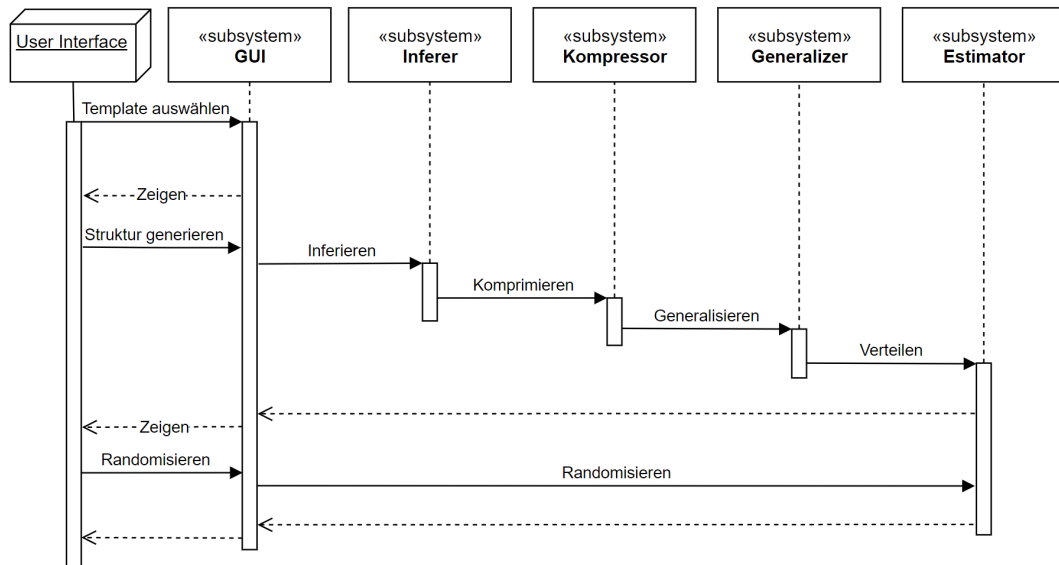 User Interface
«subsystem»
GUI
«subsystem»
Inferer
«subsystem»
Kompressor
«subsystem»
Generalizer
«subsystem»
Estimator
Template auswählen
Zeigen
Struktur generieren
Inferieren
Komprimieren
Generalisieren
Verteilen
Zeigen
Randomisieren
Randomisieren